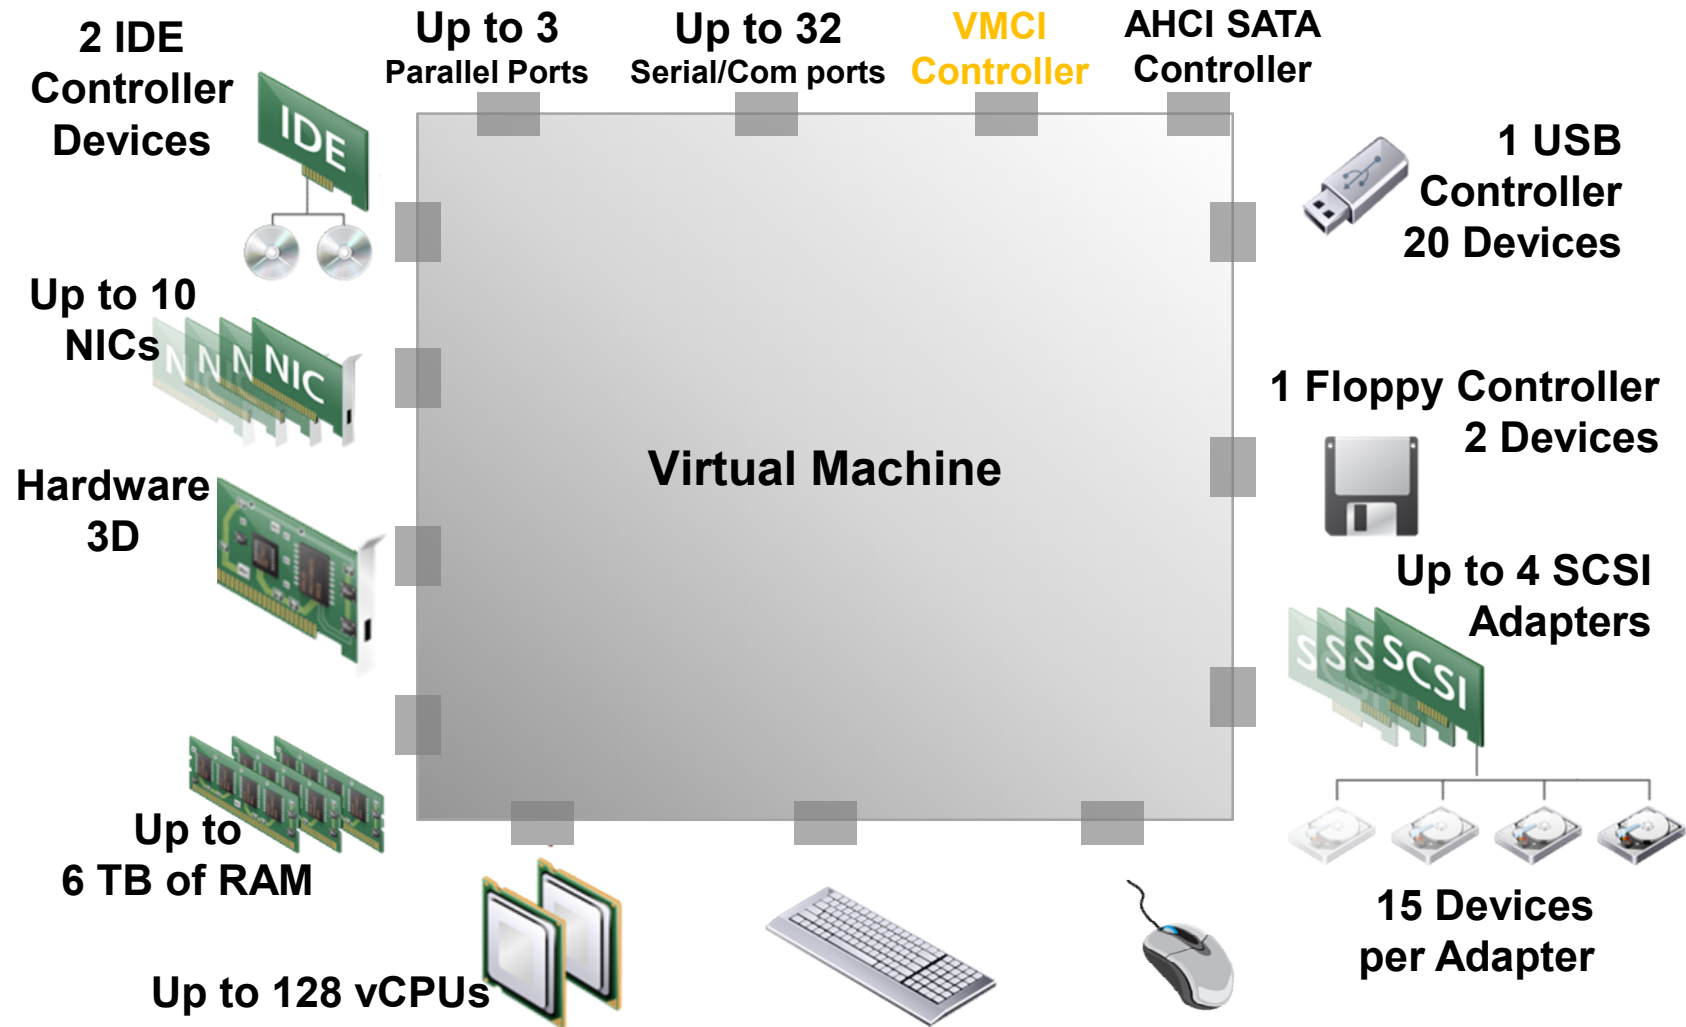 2 IDE
Controller
Devices
IDE
Up to 3
Parallel Ports
Up to 32
Serial/Com ports
VMCI
Controller
AHCI SATA
Controller
1 USB
Controller
20 Devices
Up to 10
NICs
N
N
N
NIC
1 Floppy Controller
2 Devices
Virtual Machine
Hardware
3D
Up to 4 SCSI
Adapters
S
S
S
SCSI
Up to
6 TB of RAM
15 Devices
per Adapter
Up to 128 vCPUs